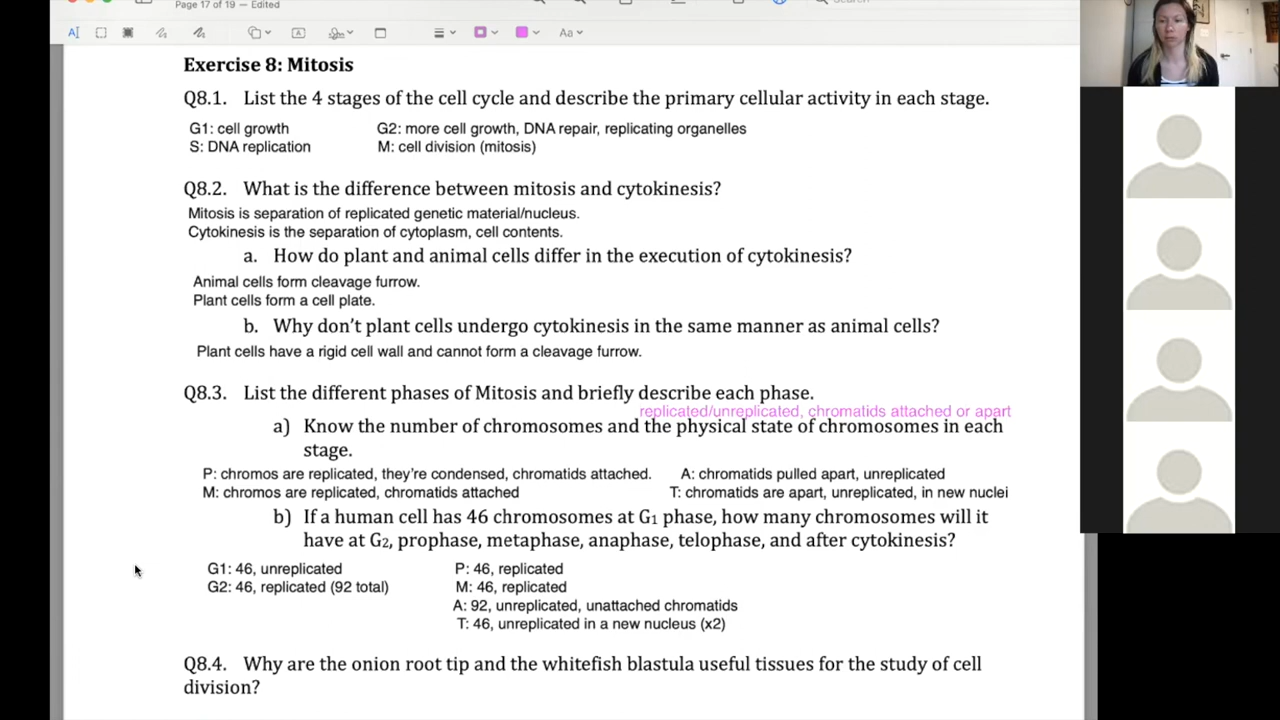 Page 17 of 19 — Edited
Search
A
Aa
Exercise 8: Mitosis
Q8.1. List the 4 stages of the cell cycle and describe the primary cellular activity in each stage.
G1: cell growth G2: more cell growth, DNA repair, replicating organelles
S: DNA replication M: cell division (mitosis)
Q8.2. What is the difference between mitosis and cytokinesis?
Mitosis is separation of replicated genetic material/nucleus.
Cytokinesis is the separation of cytoplasm, cell contents.
a. How do plant and animal cells differ in the execution of cytokinesis?
Animal cells form cleavage furrow.
Plant cells form a cell plate.
b. Why don't plant cells undergo cytokinesis in the same manner as animal cells?
Plant cells have a rigid cell wall and cannot form a cleavage furrow.
Q8.3. List the different phases of Mitosis and briefly describe each phase.
replicated/unreplicated, chromatids attached or apart
a) Know the number of chromosomes and the physical state of chromosomes in each
stage.
P: chromos are replicated, they're condensed, chromatids attached. A: chromatids pulled apart, unreplicated
M: chromos are replicated, chromatids attached T: chromatids are apart, unreplicated, in new nuclei
b) If a human cell has 46 chromosomes at G1 phase, how many chromosomes will it
have at G2, prophase, metaphase, anaphase, telophase, and after cytokinesis?
G1: 46, unreplicated P: 46, replicated
G2: 46, replicated (92 total) M: 46, replicated
A: 92, unreplicated, unattached chromatids
T: 46, unreplicated in a new nucleus (x2)
Q8.4. Why are the onion root tip and the whitefish blastula useful tissues for the study of cell
division?